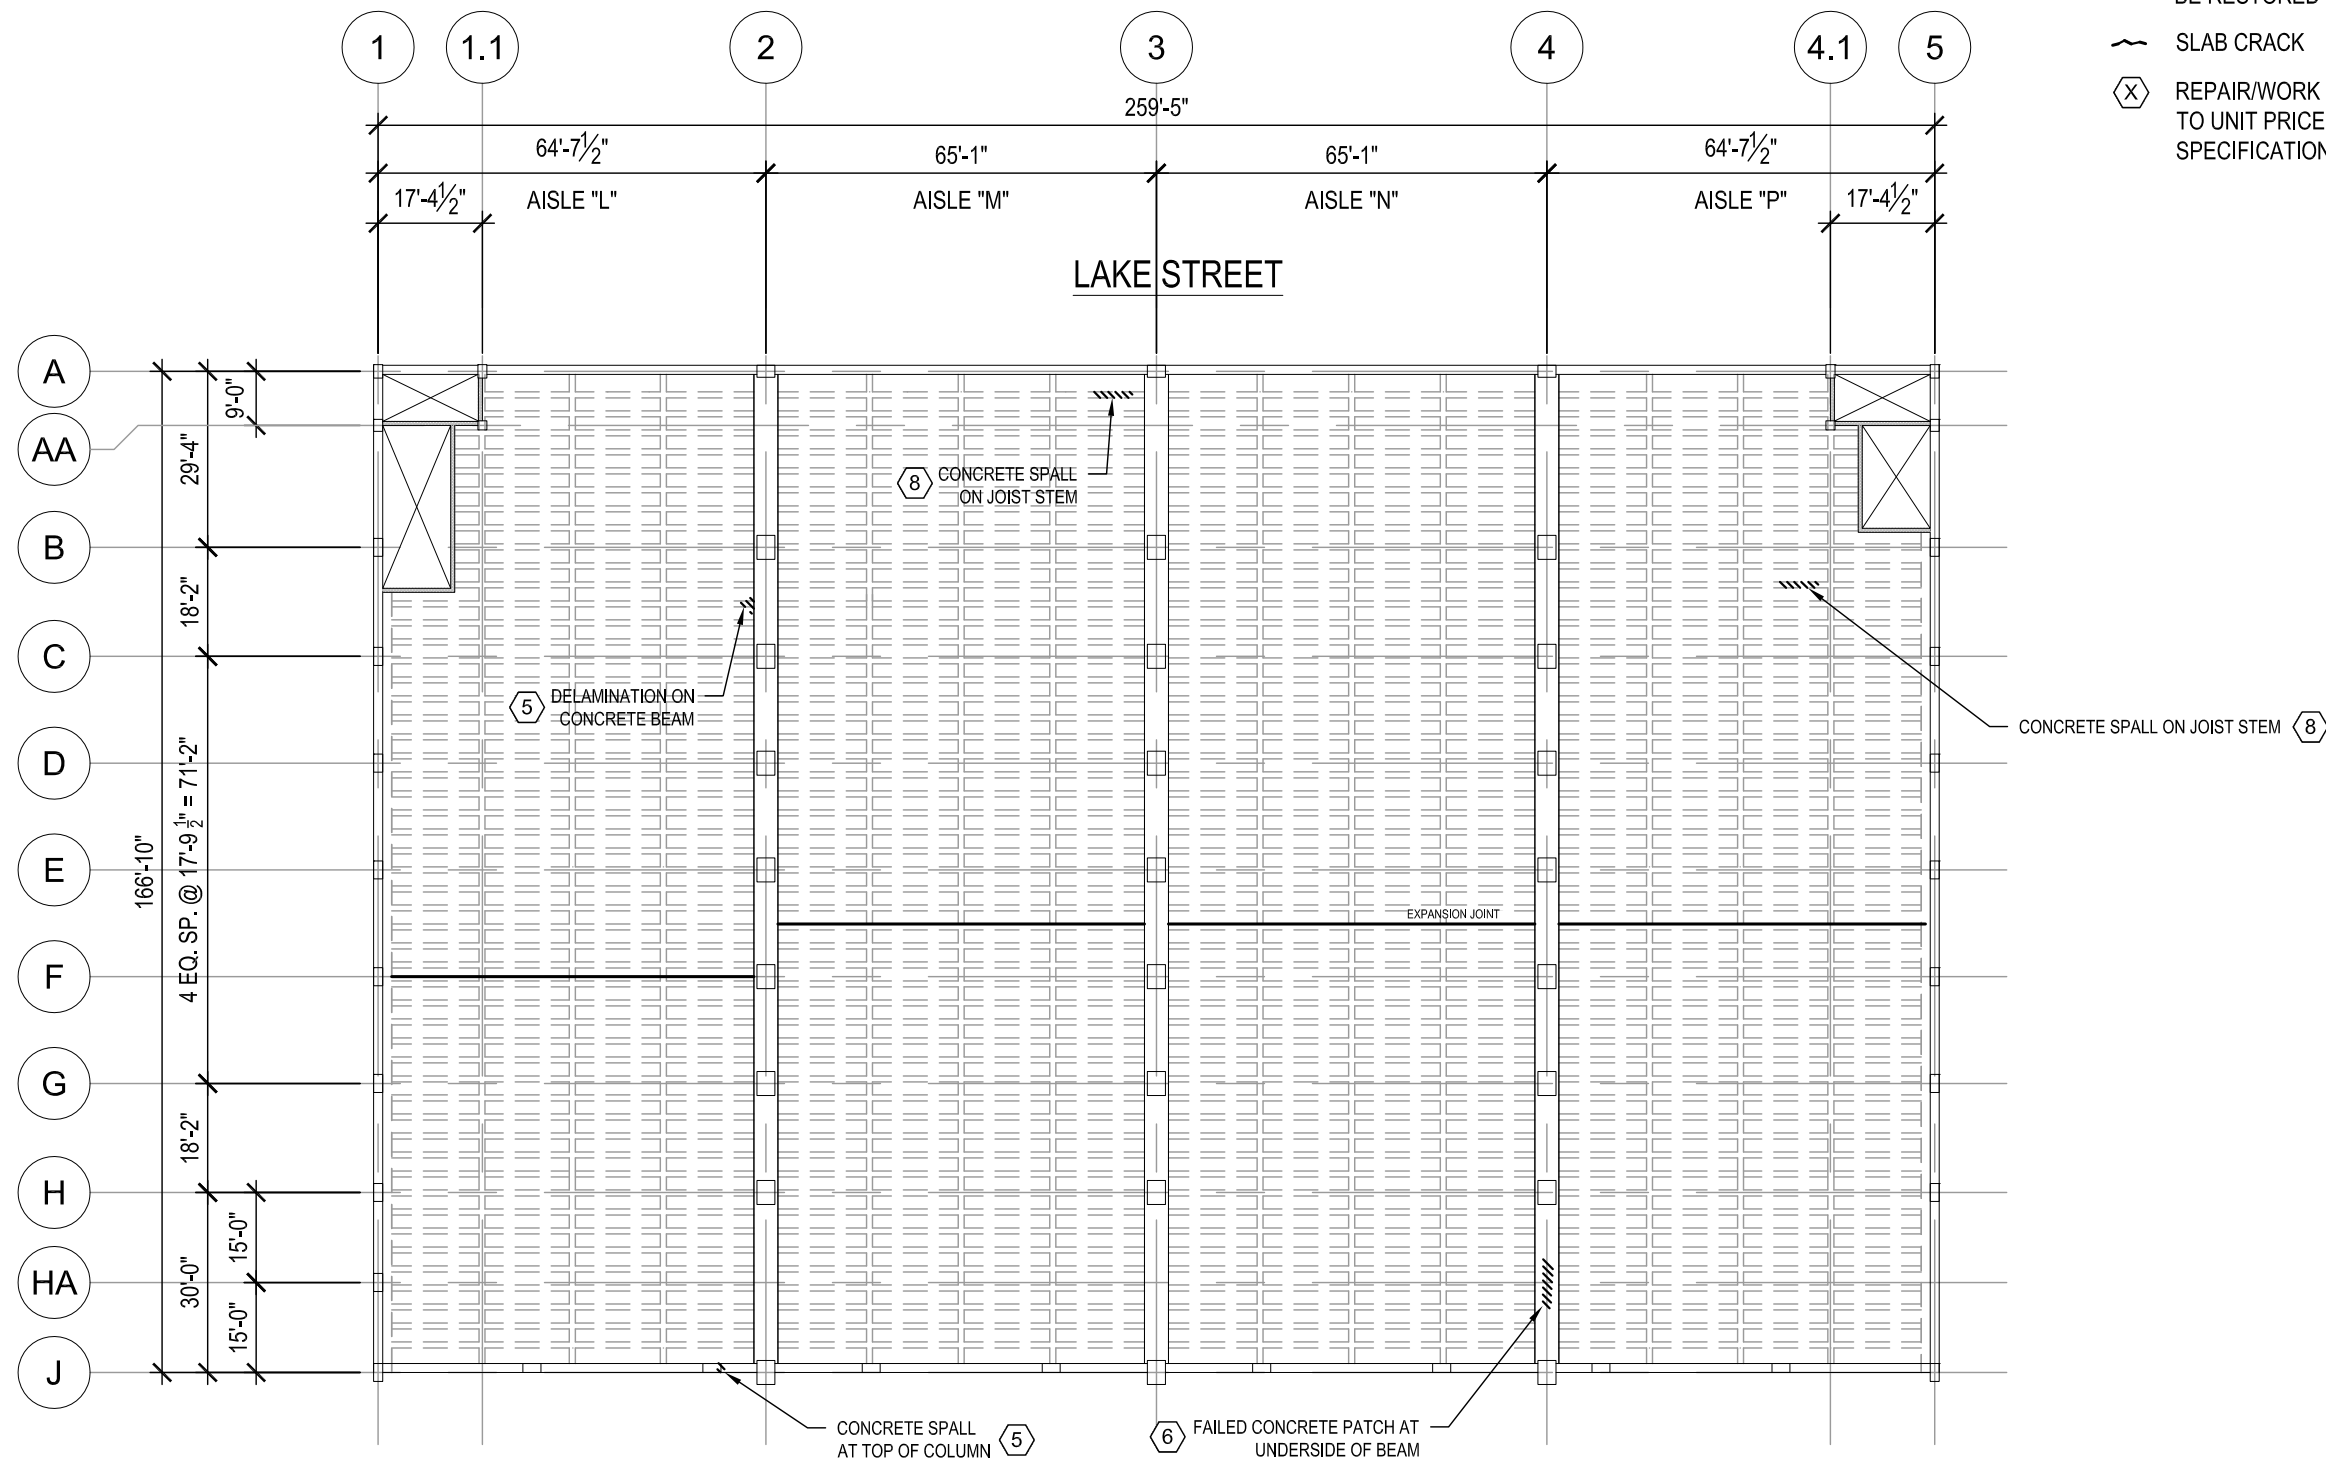 BE RESTORED
1
1.1
2
3
4
4.1
5
SLAB CRACK
X
REPAIR/WORK
TO UNIT PRICE
SPECIFICATION
259'-5"
64'-7½"
65'-1"
65'-1"
64'-7½"
17'-4½"
AISLE "L"
AISLE "M"
AISLE "N"
AISLE "P"
17'-4½"
LAKE STREET
A
AA
B
C
D
E
F
G
H
HA
J
9'-0"
29'-4"
18'-2"
4 EQ. SP. @ 17'-9 ½" = 71'-2"
166'-10"
18'-2"
15'-0"
30'-0"
15'-0"
8
CONCRETE SPALL
ON JOIST STEM
5
DELAMINATION ON
CONCRETE BEAM
CONCRETE SPALL ON JOIST STEM 8
EXPANSION JOINT
CONCRETE SPALL
AT TOP OF COLUMN
5
6
FAILED CONCRETE PATCH AT
UNDERSIDE OF BEAM